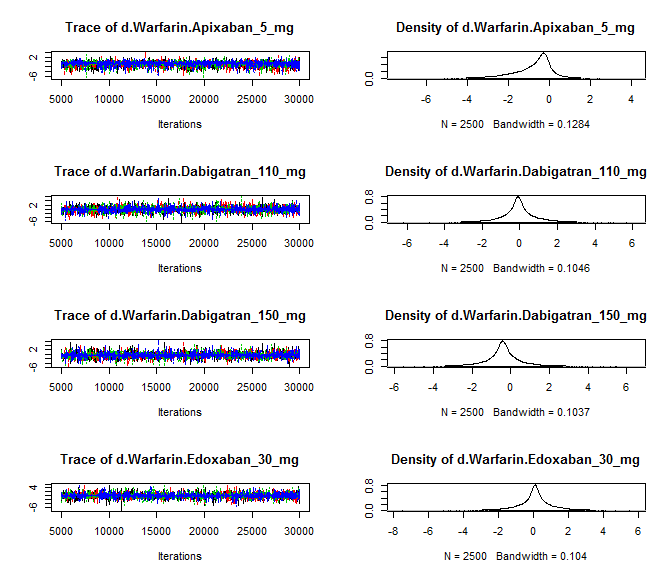 Trace of d.Warfarin.Apixaban_5_mg
Density of d.Warfarin.Apixaban_5_mg
-6 2
5000 10000 15000 20000 25000 30000
Iterations
0.0
-6 -4 -2 0 2 4
N = 2500 Bandwidth = 0.1284
Trace of d.Warfarin.Dabigatran_110_mg
Density of d.Warfarin.Dabigatran_110_mg
-6 2
5000 10000 15000 20000 25000 30000
Iterations
0.0 0.8
-6 -4 -2 0 2 4 6
N = 2500 Bandwidth = 0.1046
Trace of d.Warfarin.Dabigatran_150_mg
Density of d.Warfarin.Dabigatran_150_mg
-6 2
5000 10000 15000 20000 25000 30000
Iterations
0.0 0.8
-6 -4 -2 0 2 4 6
N = 2500 Bandwidth = 0.1037
Trace of d.Warfarin.Edoxaban_30_mg
Density of d.Warfarin.Edoxaban_30_mg
-6 4
5000 10000 15000 20000 25000 30000
Iterations
0.0 0.8
-8 -6 -4 -2 0 2 4 6
N = 2500 Bandwidth = 0.104